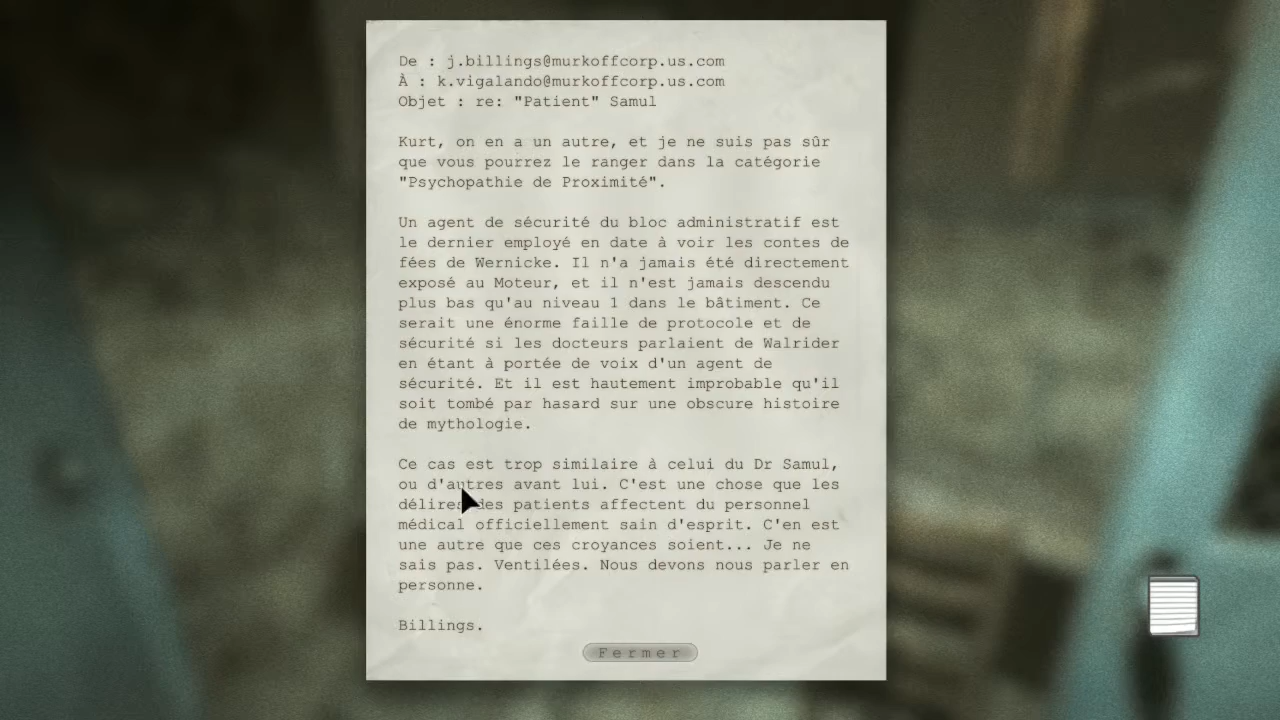 De : j.billings@murkoffcorp.us.com
À : k.vigalando@murkoffcorp.us.com
Objet : re: "Patient" Samul
Kurt, on en a un autre, et je ne suis pas sûr
que vous pourrez le ranger dans la catégorie
"Psychopathie de Proximité".
Un agent de sécurité du bloc administratif est
le dernier employé en date à voir les contes de
fées de Wernicke. Il n'a jamais été directement
exposé au Moteur, et il n'est jamais descendu
plus bas qu'au niveau 1 dans le bâtiment. Ce
serait une énorme faille de protocole et de
sécurité si les docteurs parlaient de Walrider
en étant à portée de voix d'un agent de
sécurité. Et il est hautement improbable qu'il
soit tombé par hasard sur une obscure histoire
de mythologie.
Ce cas est trop similaire à celui du Dr Samul,
ou d'autres avant lui. C'est une chose que les
délires des patients affectent du personnel
médical officiellement sain d'esprit. C'en est
une autre que ces croyances soient... Je ne
sais pas. Ventilées. Nous devons nous parler en
personne.
Billings.
Fermer